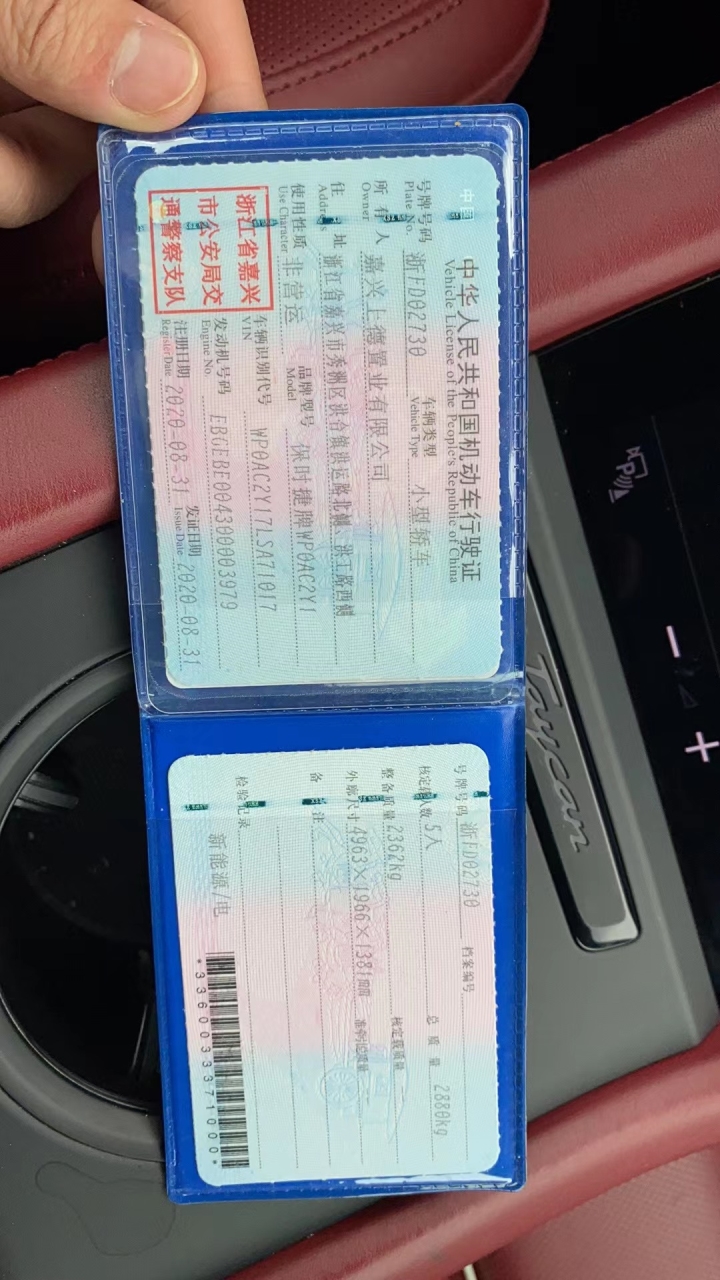 中华人民共和国机动车行驶证
Vehicle License of the People's Republic of China
号牌号码 浙FD02730 车辆类型 小型轿车
Plate No. Vehicle Type
所有人 嘉兴上德置业有限公司
Owner
住址 浙江省嘉兴市秀洲区洪合镇洪运路北侧、洪工路西侧
Address
使用性质 非营运 品牌型号 保时捷牌WP0AC2Y1
Use Character Model
浙江省嘉兴
市公安局交
通警察支队
车辆识别代号 WP0AC2Y17LSA71017
VIN
发动机号码 EBGEBF004300003979
Engine No.
注册日期 2020-08-31 发证日期 2020-08-31
Register Date Issue Date
号牌号码 浙FD02730 档案编号
核定载人数 5人 总质量 2880kg
整备质量 2362kg 核定载质量
外廓尺寸 4963×1966×1381mm 准牵引总质量
备注
检验记录
新能源/电
*3360033371000*
Taycan
P
− +